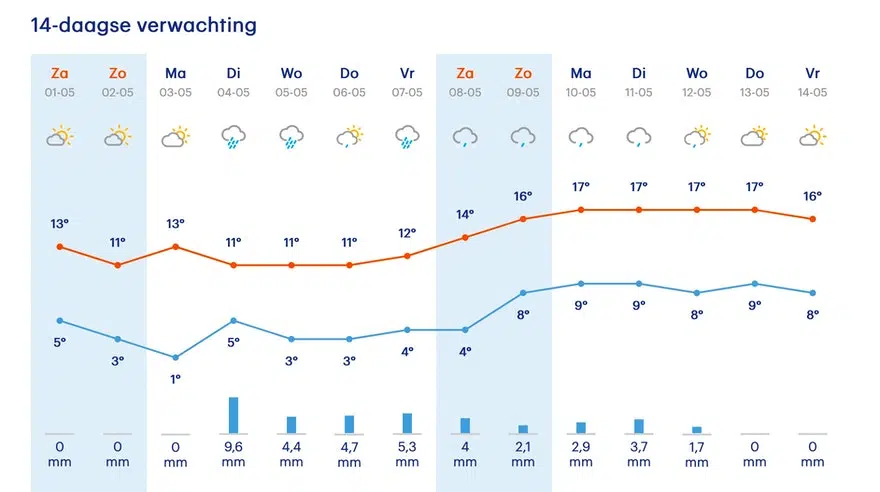 14-daagse verwachting
Za Zo Ma Di Wo Do Vr Za Zo Ma Di Wo Do Vr
01-05 02-05 03-05 04-05 05-05 06-05 07-05 08-05 09-05 10-05 11-05 12-05 13-05 14-05
13° 11° 13° 11° 11° 11° 12° 14° 16° 17° 17° 17° 17° 16°
5° 3° 1° 5° 3° 3° 4° 4° 8° 9° 9° 8° 9° 8°
0 0 0 9,6 4,4 4,7 5,3 4 2,1 2,9 3,7 1,7 0 0
mm mm mm mm mm mm mm mm mm mm mm mm mm mm